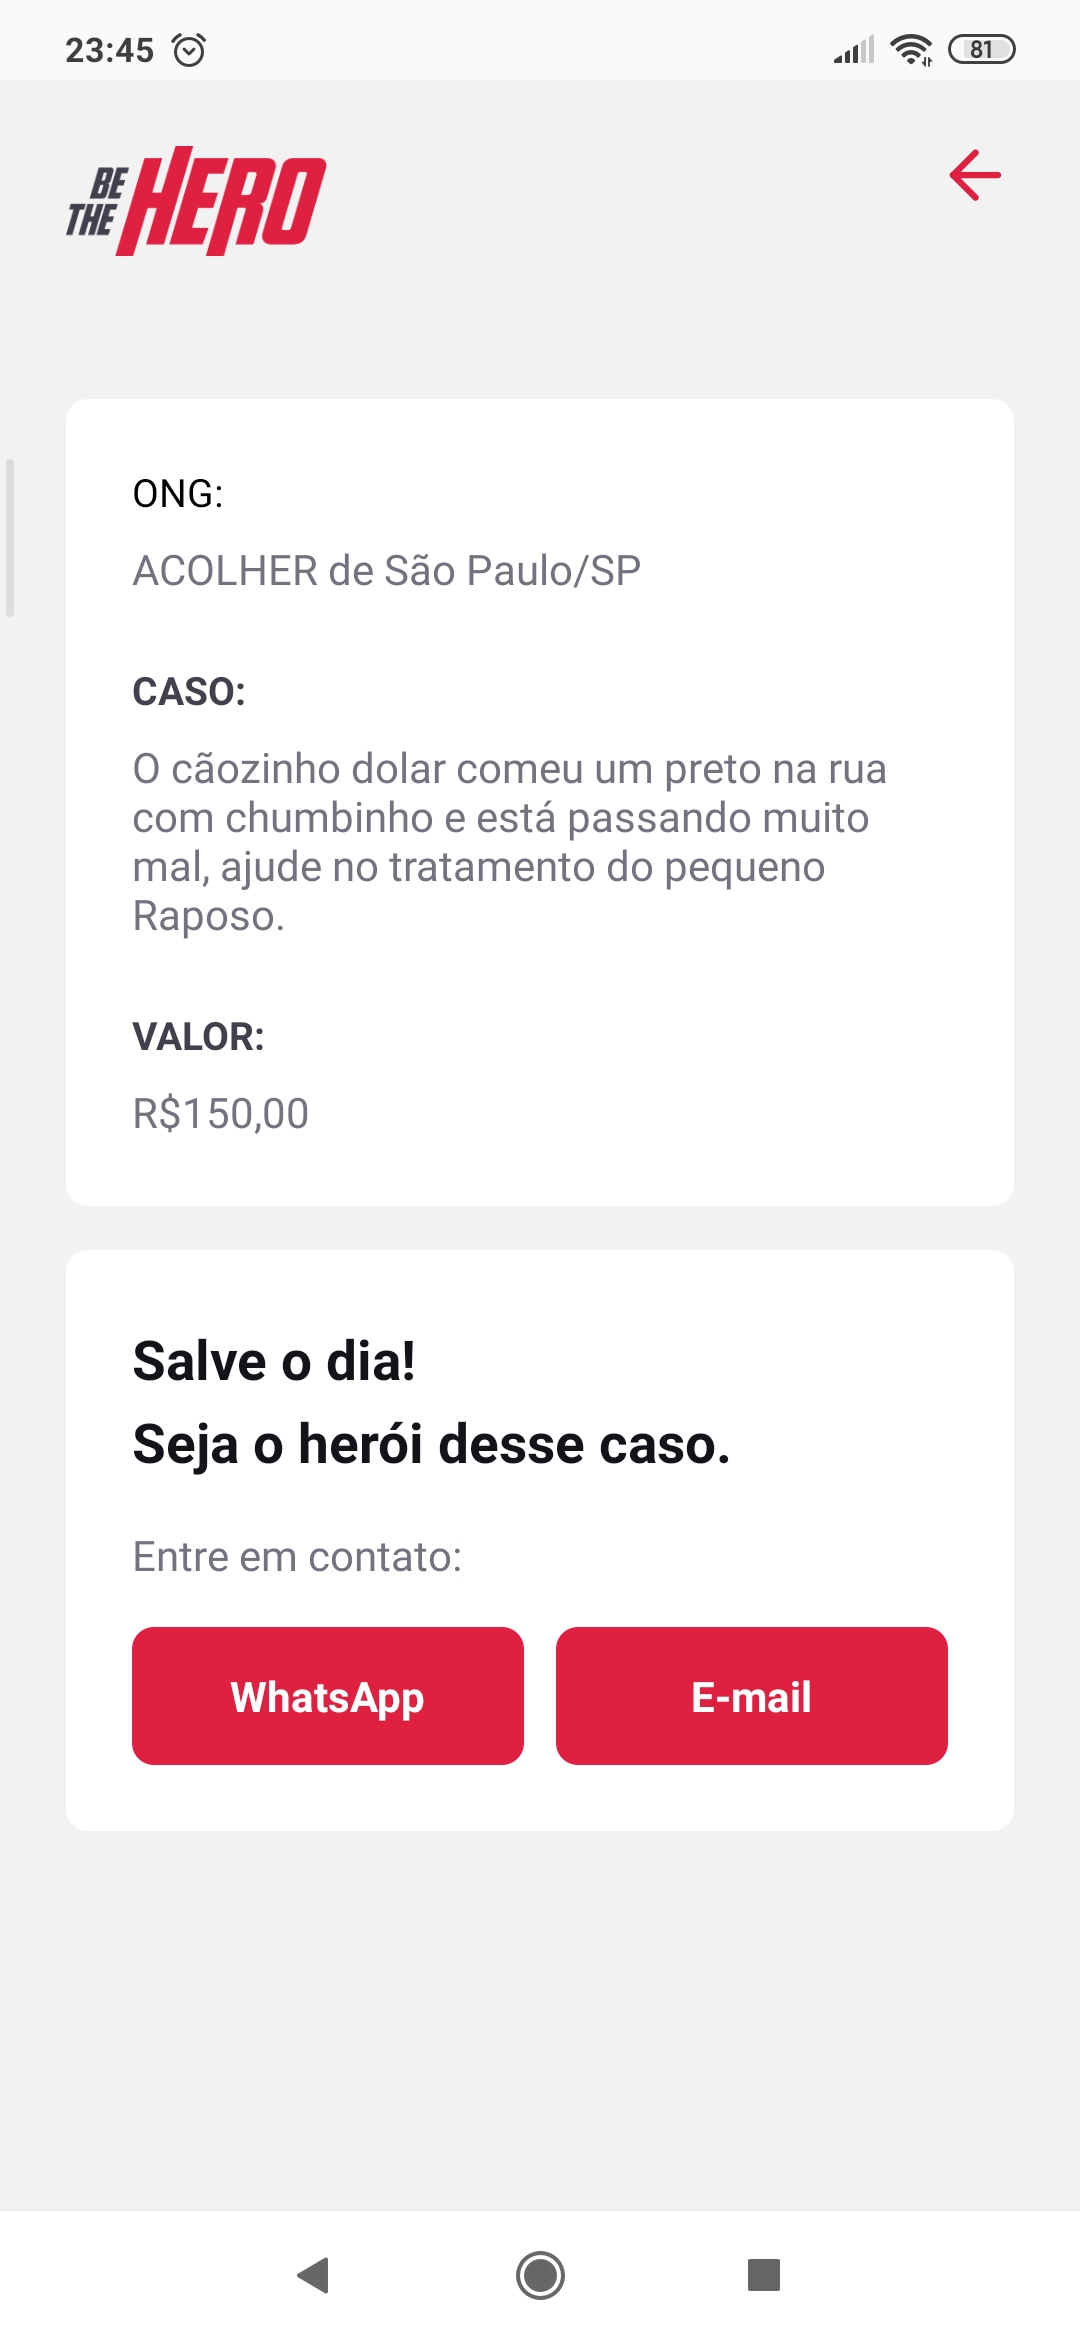 23:45
81
BE
THE HERO
ONG:
ACOLHER de São Paulo/SP
CASO:
O cãozinho dolar comeu um preto na rua
com chumbinho e está passando muito
mal, ajude no tratamento do pequeno
Raposo.
VALOR:
R$150,00
Salve o dia!
Seja o herói desse caso.
Entre em contato:
WhatsApp
E-mail